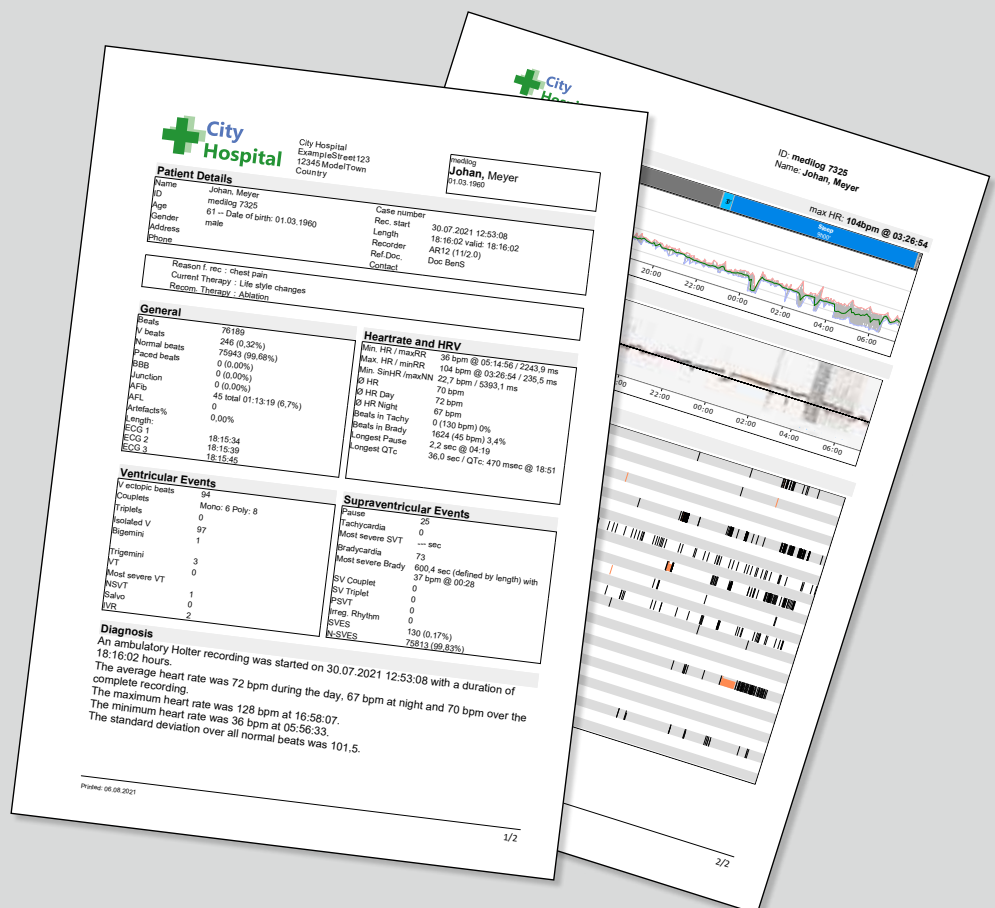 City
Hospital
City Hospital
ExampleStreet123
12345 ModelTown
Country
medilog
Johan, Meyer
01.03.1960
Patient Details
Name Johan, Meyer
ID medilog 7325
Age 61 -- Date of birth: 01.03.1960
Gender male
Address
Phone
Case number
Rec. start 30.07.2021 12:53:08
Length 18:16:02 valid: 18:16:02
Recorder AR12 (11/2.0)
Ref.Doc. Doc BenS
Contact
Reason f. rec : chest pain
Current Therapy : Life style changes
Recom. Therapy : Ablation
General
Beats 76189
V beats 246 (0,32%)
Normal beats 75943 (99,68%)
Paced beats 0 (0.00%)
BBB 0 (0,00%)
Junction 0 (0,00%)
AFib 45 total 01:13:19 (6,7%)
AFL 0
Artefacts% 0,00%
Length:
ECG 1 18:15:34
ECG 2 18:15:39
ECG 3 18:15:45
Heartrate and HRV
Min. HR / maxRR 36 bpm @ 05:14:56 / 2243,9 ms
Max. HR / minRR 104 bpm @ 03:26:54 / 235,5 ms
Min. SinHR /maxNN 22,7 bpm / 5393,1 ms
Ø HR 70 bpm
Ø HR Day 72 bpm
Ø HR Night 67 bpm
Beats in Tachy 0 (130 bpm) 0%
Beats in Brady 1624 (45 bpm) 3,4%
Longest Pause 2,2 sec @ 04:19
Longest QTc 36,0 sec / QTc: 470 msec @ 18:51
Ventricular Events
V ectopic beats 94
Couplets Mono: 6 Poly: 8
Triplets 0
Isolated V 97
Bigemini 1
Trigemini 3
VT 0
Most severe VT
NSVT 1
Salvo 0
IVR 2
Supraventricular Events
Pause 25
Tachycardia 0
Most severe SVT --- sec
Bradycardia 73
Most severe Brady 600,4 sec (defined by length) with
37 bpm @ 00:28
SV Couplet 0
SV Triplet 0
PSVT 0
Irreg. Rhythm 0
SVES 130 (0.17%)
N-SVES 75813 (99,83%)
Diagnosis
An ambulatory Holter recording was started on 30.07.2021 12:53:08 with a duration of
18:16:02 hours.
The average heart rate was 72 bpm during the day, 67 bpm at night and 70 bpm over the
complete recording.
The maximum heart rate was 128 bpm at 16:58:07.
The minimum heart rate was 36 bpm at 05:56:33.
The standard deviation over all normal beats was 101,5.
Printed: 06.08.2021
1/2
City
ID: medilog 7325
Name: Johan, Meyer
max HR: 104bpm @ 03:26:54
Sleep
20:00 22:00 00:00 02:00 04:00 06:00
22:00 00:00 02:00 04:00 06:00
2/2